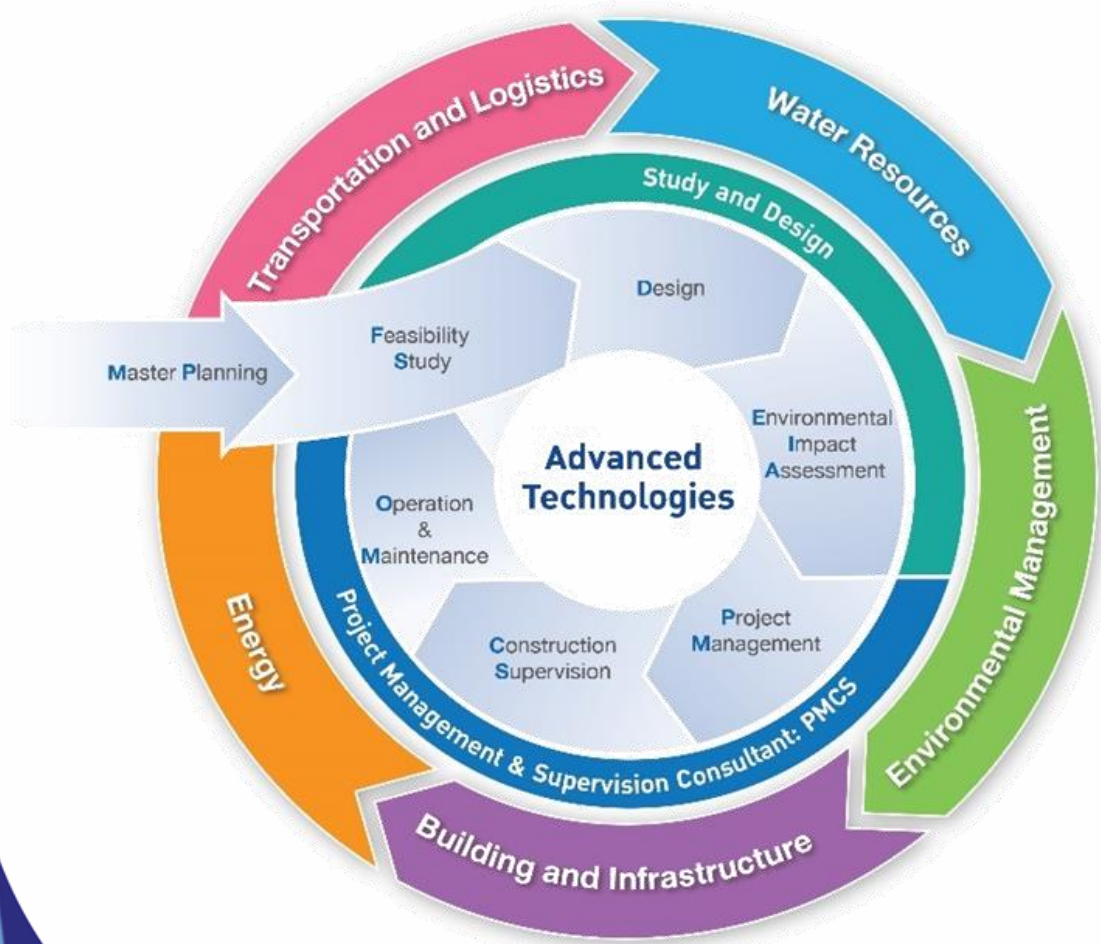 Transportation and Logistics
Water Resources
Environmental Management
Building and Infrastructure
Energy
Study and Design
Project Management & Supervision Consultant: PMCS
Master Planning
Feasibility
Study
Design
Environmental
Impact
Assessment
Project
Management
Construction
Supervision
Operation
&
Maintenance
Advanced
Technologies